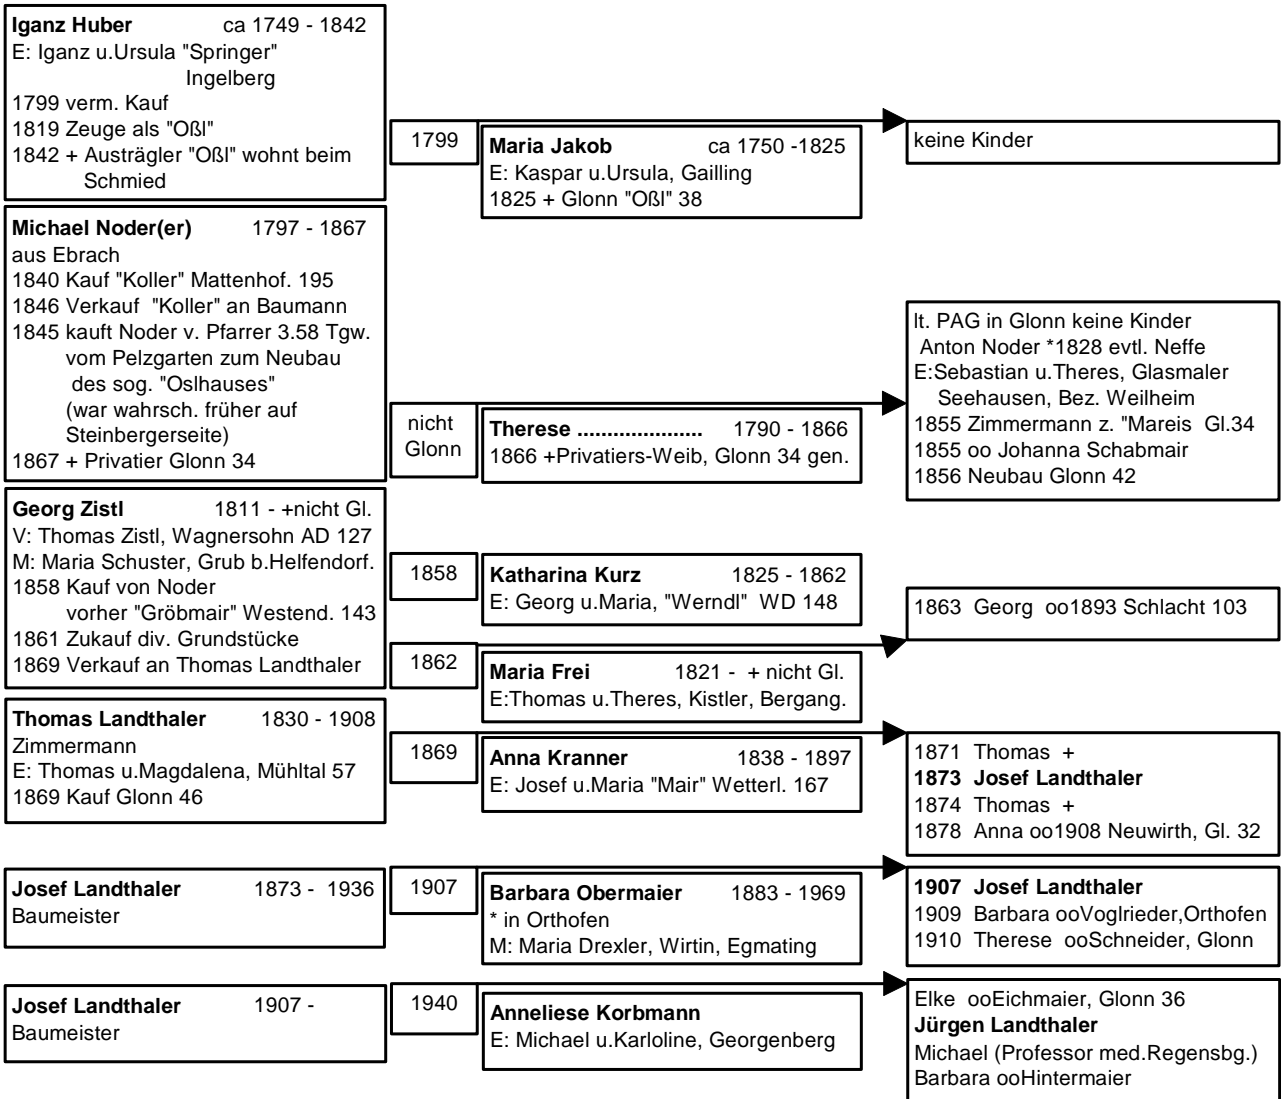 Iganz Huber ca 1749 - 1842
E: Iganz u.Ursula "Springer"
Ingelberg
1799 verm. Kauf
1819 Zeuge als "Oßl"
1842 + Austrägler "Oßl" wohnt beim
Schmied
1799
Maria Jakob ca 1750 -1825
E: Kaspar u.Ursula, Gailling
1825 + Glonn "Oßl" 38
keine Kinder
Michael Noder(er) 1797 - 1867
aus Ebrach
1840 Kauf "Koller" Mattenhof. 195
1846 Verkauf "Koller" an Baumann
1845 kauft Noder v. Pfarrer 3.58 Tgw.
vom Pelzgarten zum Neubau
des sog. "Oslhauses"
(war wahrsch. früher auf
Steinbergerseite)
1867 + Privatier Glonn 34
nicht
Glonn
Therese ...................... 1790 - 1866
1866 +Privatiers-Weib, Glonn 34 gen.
lt. PAG in Glonn keine Kinder
Anton Noder *1828 evtl. Neffe
E:Sebastian u.Theres, Glasmaler
Seehausen, Bez. Weilheim
1855 Zimmermann z. "Mareis Gl.34
1855 oo Johanna Schabmair
1856 Neubau Glonn 42
Georg Zistl 1811 - +nicht Gl.
V: Thomas Zistl, Wagnersohn AD 127
M: Maria Schuster, Grub b.Helfendorf.
1858 Kauf von Noder
vorher "Gröbmair" Westend. 143
1861 Zukauf div. Grundstücke
1869 Verkauf an Thomas Landthaler
1858
Katharina Kurz 1825 - 1862
E: Georg u.Maria, "Werndl" WD 148
1862
Maria Frei 1821 - + nicht Gl.
E:Thomas u.Theres, Kistler, Bergang.
1863 Georg oo1893 Schlacht 103
Thomas Landthaler 1830 - 1908
Zimmermann
E: Thomas u.Magdalena, Mühltal 57
1869 Kauf Glonn 46
1869
Anna Kranner 1838 - 1897
E: Josef u.Maria "Mair" Wetterl. 167
1871 Thomas +
1873 Josef Landthaler
1874 Thomas +
1878 Anna oo1908 Neuwirth, Gl. 32
Josef Landthaler 1873 - 1936
Baumeister
1907
Barbara Obermaier 1883 - 1969
* in Orthofen
M: Maria Drexler, Wirtin, Egmating
1907 Josef Landthaler
1909 Barbara ooVoglrieder,Orthofen
1910 Therese ooSchneider, Glonn
Josef Landthaler 1907 -
Baumeister
1940
Anneliese Korbmann
E: Michael u.Karloline, Georgenberg
Elke ooEichmaier, Glonn 36
Jürgen Landthaler
Michael (Professor med.Regensbg.)
Barbara ooHintermaier